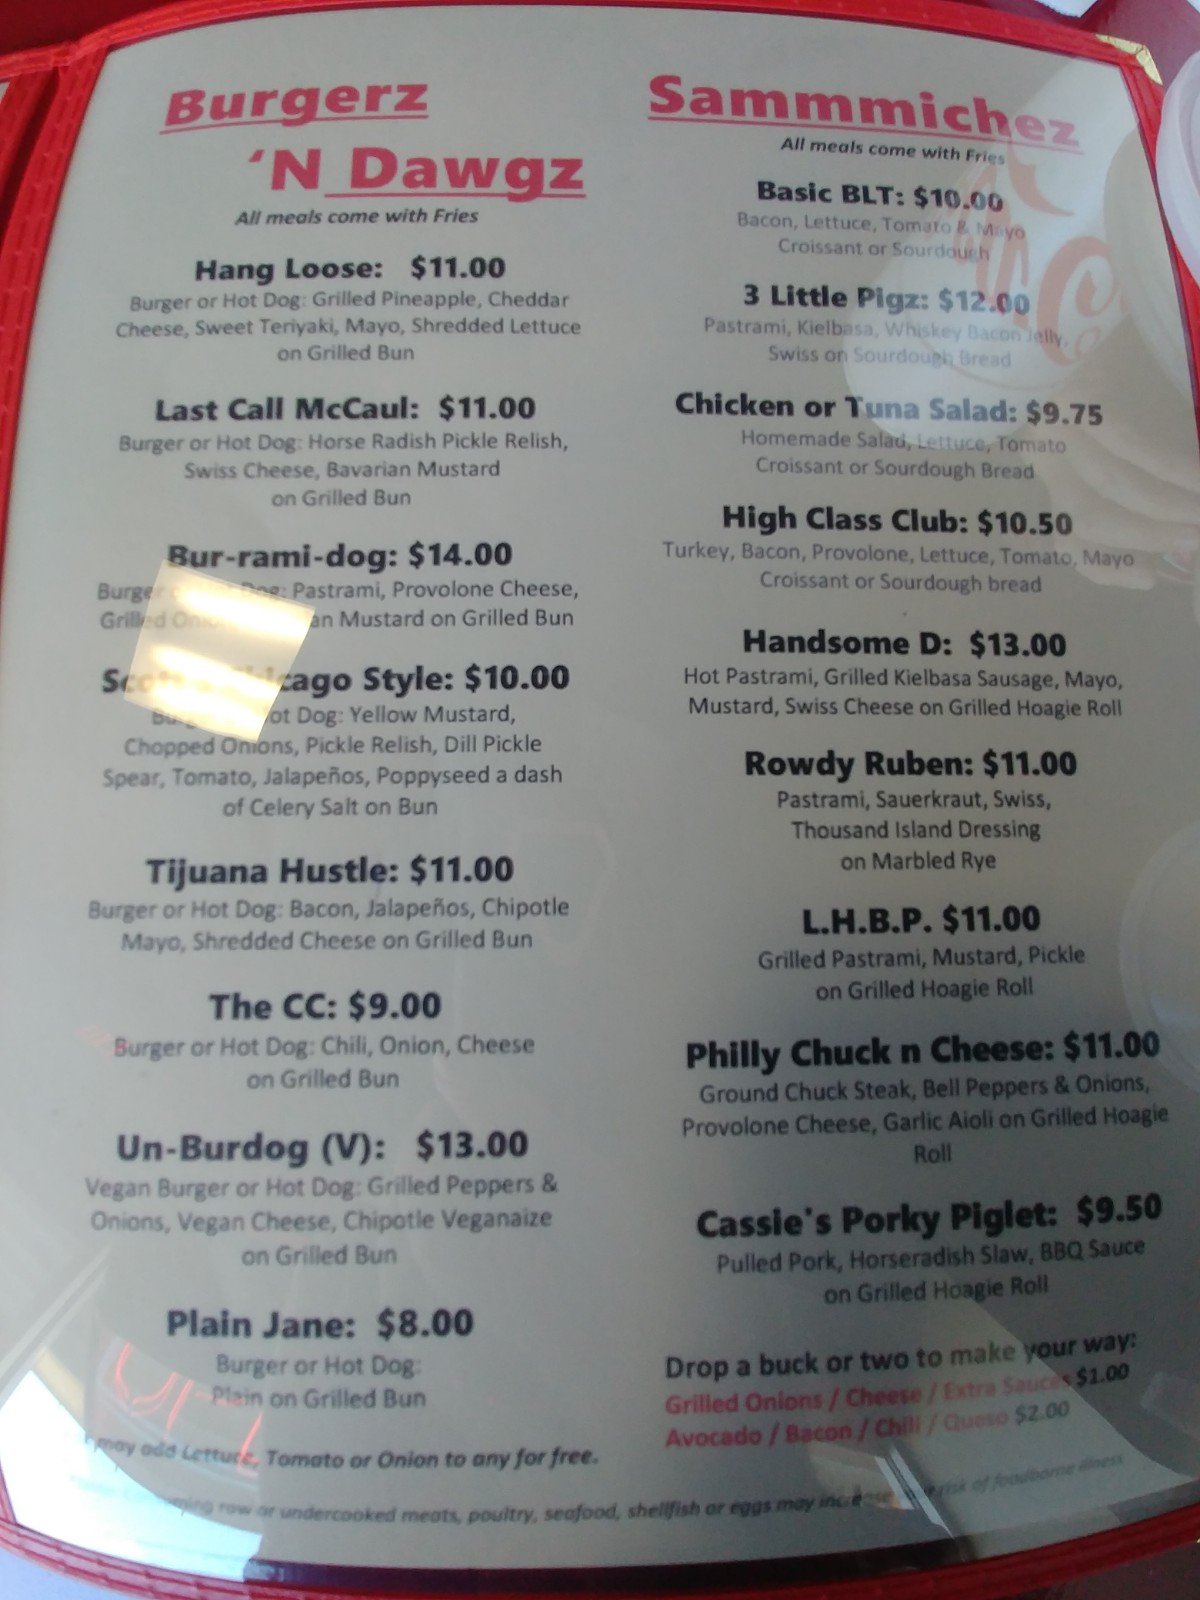 Burgerz
'N Dawgz
All meals come with Fries
Hang Loose: $11.00
Burger or Hot Dog: Grilled Pineapple, Cheddar
Cheese, Sweet Teriyaki, Mayo, Shredded Lettuce
on Grilled Bun
Last Call McCaul: $11.00
Burger or Hot Dog: Horse Radish Pickle Relish,
Swiss Cheese, Bavarian Mustard
on Grilled Bun
Bur-rami-dog: $14.00
Burger or Hot Dog: Pastrami, Provolone Cheese,
Grilled Mustard on Grilled Bun
Style: $10.00
Hot Dog: Yellow Mustard,
Chopped Onions, Pickle Relish, Dill Pickle
Spear, Tomato, Jalapeños, Poppyseed a dash
of Celery Salt on Bun
Tijuana Hustle: $11.00
Burger or Hot Dog: Bacon, Jalapeños, Chipotle
Mayo, Shredded Cheese on Grilled Bun
The CC: $9.00
Burger or Hot Dog: Chili, Onion, Cheese
on Grilled Bun
Un-Burdog (V): $13.00
Vegan Burger or Hot Dog: Grilled Peppers &
Onions, Vegan Cheese, Chipotle Veganaize
on Grilled Bun
Plain Jane: $8.00
Burger or Hot Dog:
Plain on Grilled Bun
may add Lettuce, Tomato or Onion to any for free.
Sammmichez
All meals come with Fries
Basic BLT: $10.00
Bacon, Lettuce, Tomato & Mayo
Croissant or Sourdough
3 Little Pigz: $12.00
Pastrami, Kielbasa, Whiskey Bacon Jelly,
Swiss on Sourdough Bread
Chicken or Tuna Salad: $9.75
Homemade Salad, Lettuce, Tomato
Croissant or Sourdough Bread
High Class Club: $10.50
Turkey, Bacon, Provolone, Lettuce, Tomato, Mayo
Croissant or Sourdough bread
Handsome D: $13.00
Hot Pastrami, Grilled Kielbasa Sausage, Mayo,
Mustard, Swiss Cheese on Grilled Hoagie Roll
Rowdy Ruben: $11.00
Pastrami, Sauerkraut, Swiss,
Thousand Island Dressing
on Marbled Rye
L.H.B.P. $11.00
Grilled Pastrami, Mustard, Pickle
on Grilled Hoagie Roll
Philly Chuck n Cheese: $11.00
Ground Chuck Steak, Bell Peppers & Onions,
Provolone Cheese, Garlic Aioli on Grilled Hoagie
Roll
Cassie's Porky Piglet: $9.50
Pulled Pork, Horseradish Slaw, BBQ Sauce
on Grilled Hoagie Roll
Drop a buck or two to make your way:
Grilled Onions / Cheese / Extra Sauces $1.00
Avocado / Bacon / Chili / Queso $2.00
raw or undercooked meats, poultry, seafood, shellfish or eggs may increase risk of foodborne illness